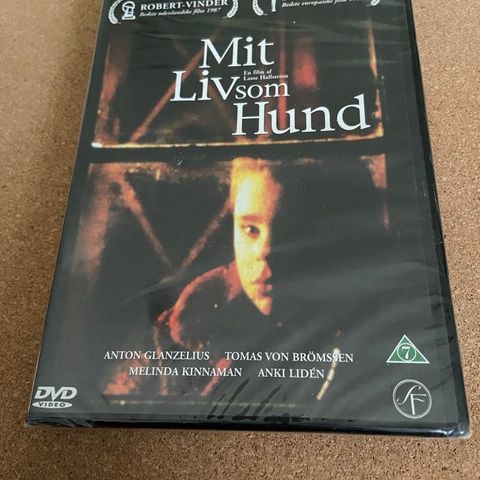 ROBERT-VINDER
Bedste udenlandske film 1987
Bedste europæiske film
Mit
En film af
Lasse Hallström
Liv som
Hund
ANTON GLANZELIUS TOMAS VON BRÖMSSEN
MELINDA KINNAMAN ANKI LIDÉN
7
DVD
VIDEO
SF